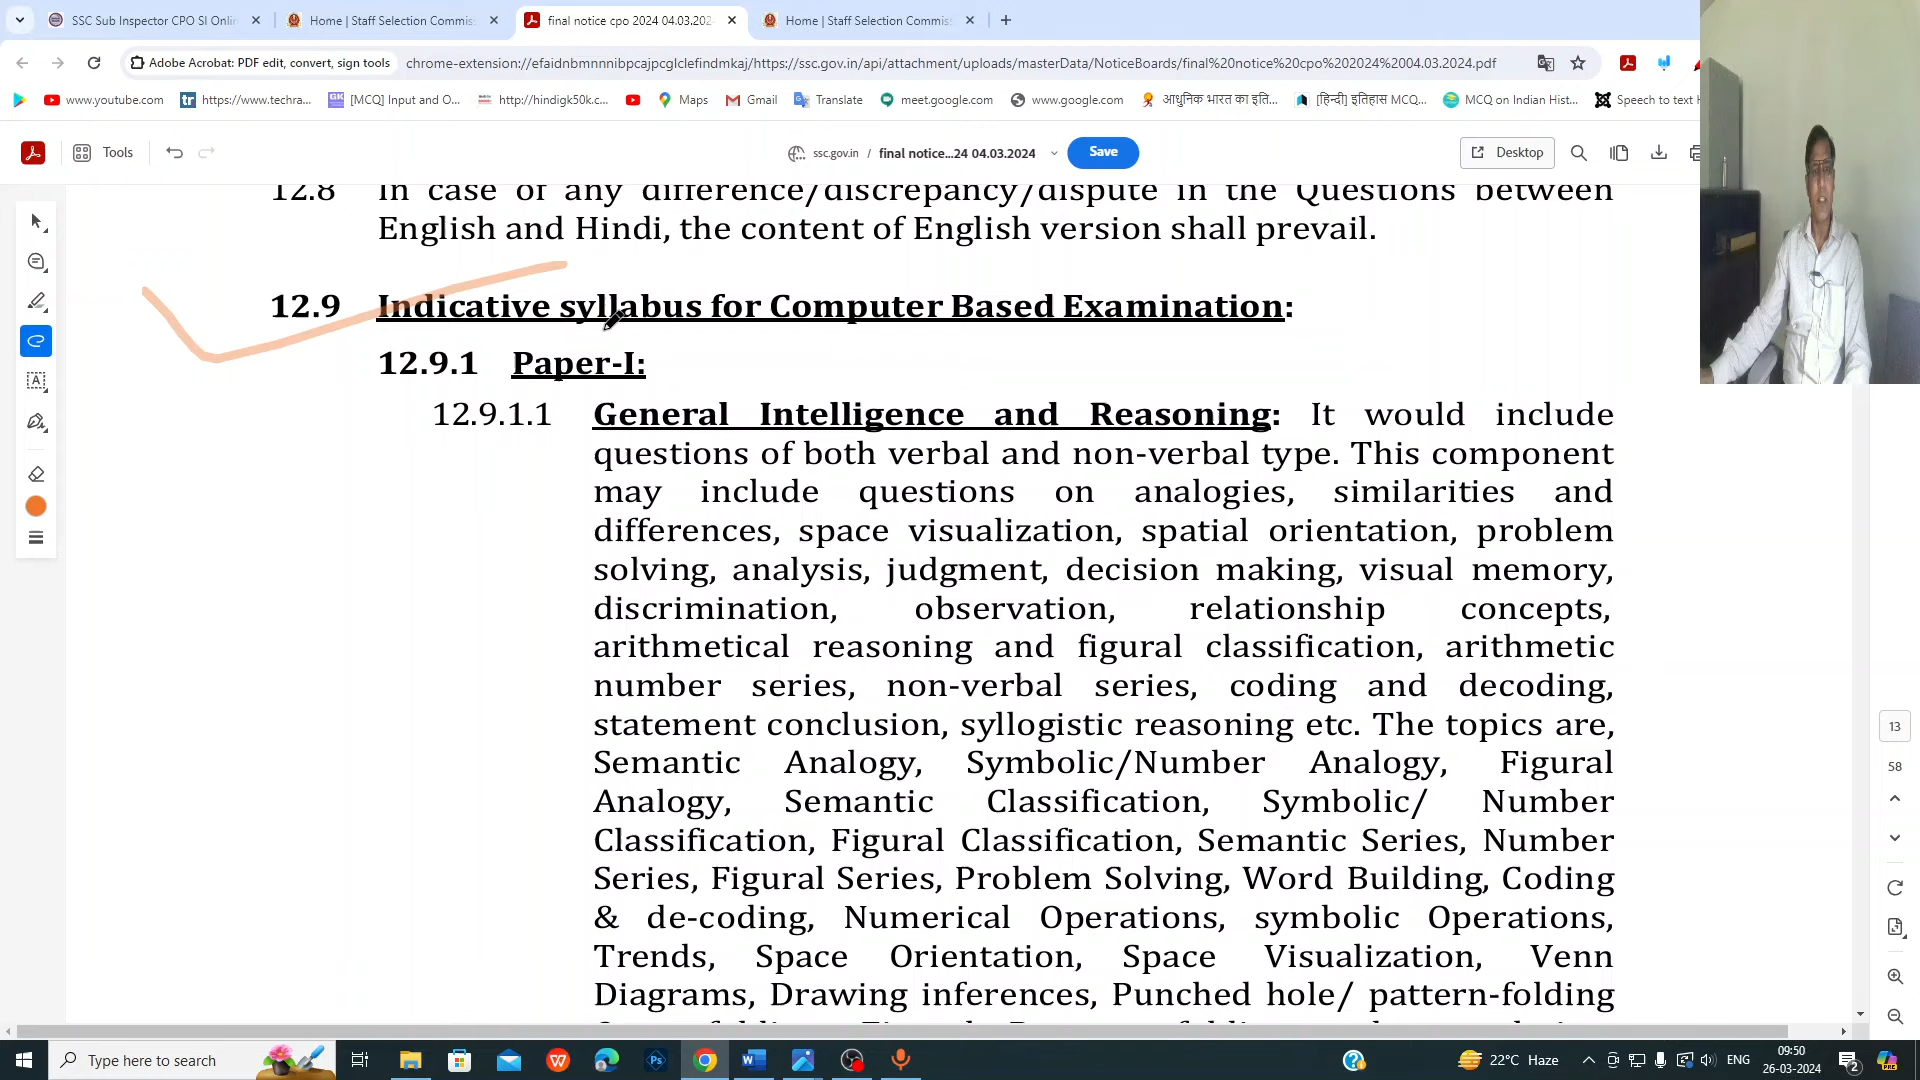 SSC Sub Inspector CPO SI Onlin
Home | Staff Selection Commiss
final notice cpo 2024 04.03.202
Home | Staff Selection Commiss
Adobe Acrobat: PDF edit, convert, sign tools
chrome-extension://efaidnbmnnnibpcajpcglclefindmkaj/https://ssc.gov.in/api/attachment/uploads/masterData/NoticeBoards/final%20notice%20cpo%202024%2004.03.2024.pdf
www.youtube.com
https://www.techra...
[MCQ] Input and O...
http://hindigk50k.c...
Maps
Gmail
Translate
meet.google.com
www.google.com
आधुनिक भारत का इति...
[हिन्दी] इतिहास MCQ...
MCQ on Indian Hist...
Speech to text
Tools
ssc.gov.in / final notice...24 04.03.2024
Save
Desktop
12.8 In case of any difference/discrepancy/dispute in the Questions between
English and Hindi, the content of English version shall prevail.
12.9 Indicative syllabus for Computer Based Examination:
12.9.1 Paper-I:
12.9.1.1 General Intelligence and Reasoning: It would include
questions of both verbal and non-verbal type. This component
may include questions on analogies, similarities and
differences, space visualization, spatial orientation, problem
solving, analysis, judgment, decision making, visual memory,
discrimination, observation, relationship concepts,
arithmetical reasoning and figural classification, arithmetic
number series, non-verbal series, coding and decoding,
statement conclusion, syllogistic reasoning etc. The topics are,
Semantic Analogy, Symbolic/Number Analogy, Figural
Analogy, Semantic Classification, Symbolic/ Number
Classification, Figural Classification, Semantic Series, Number
Series, Figural Series, Problem Solving, Word Building, Coding
& de-coding, Numerical Operations, symbolic Operations,
Trends, Space Orientation, Space Visualization, Venn
Diagrams, Drawing inferences, Punched hole/ pattern-folding
13
58
Type here to search
22°C Haze
ENG
09:50
26-03-2024
2